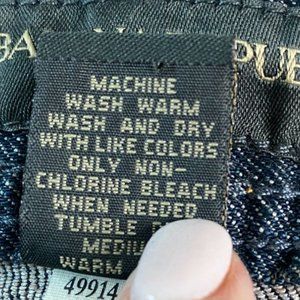 MACHINE
WASH WARM
WASH AND DRY
WITH LIKE COLORS
ONLY NON-
CHLORINE BLEACH
WHEN NEEDED
TUMBLE
WARM
49914